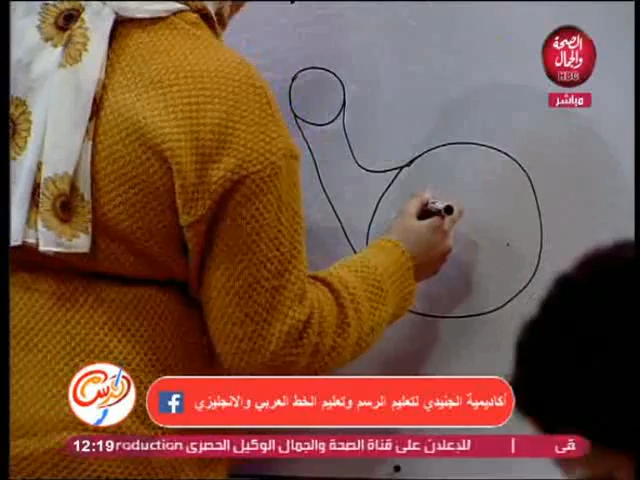 الصحة
والجمال
HBC
مباشر
أكاديمية الجنيدي لتعليم الرسم وتعليم الخط العربي والانجليزي
12:19 roduction للإعلان على قناة الصحة والجمال الوكيل الحصرى